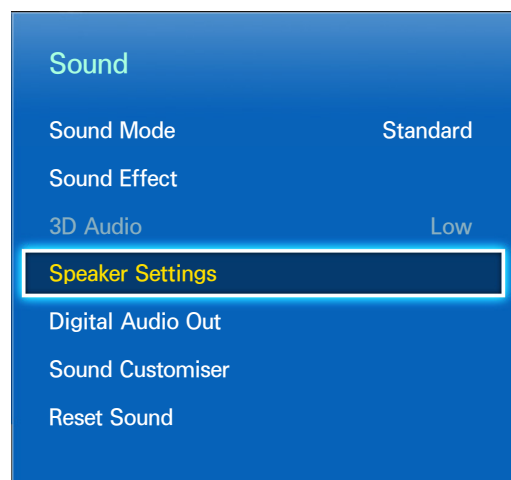 Sound
Sound Mode Standard
Sound Effect
3D Audio Low
Speaker Settings
Digital Audio Out
Sound Customiser
Reset Sound